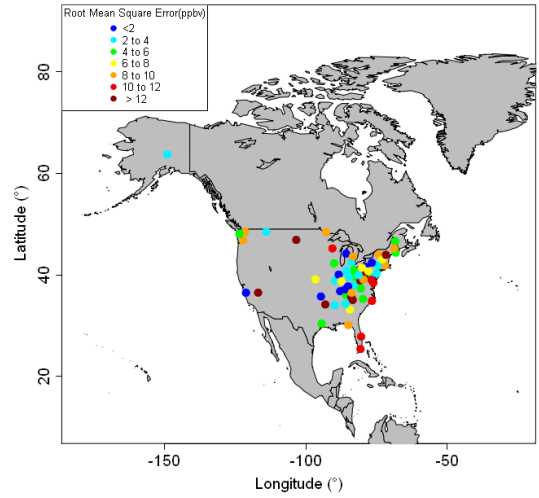 Root Mean Square Error(ppbv)
<2
2 to 4
4 to 6
6 to 8
8 to 10
10 to 12
> 12
Latitude (°)
80
60
40
20
-150
-100
-50
Longitude (°)